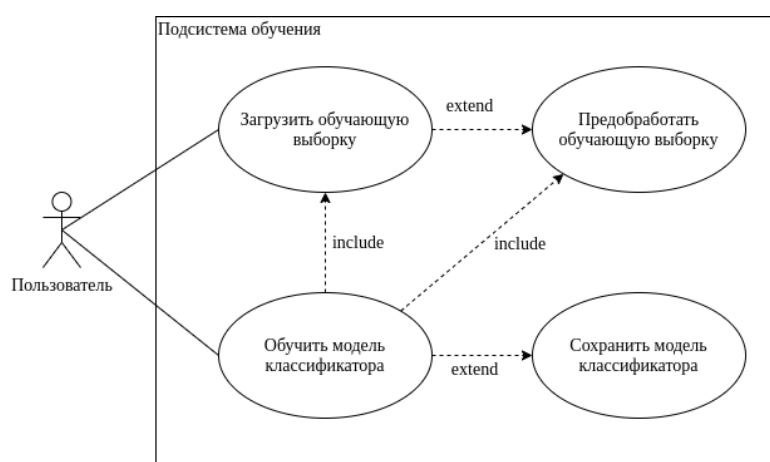 Подсистема обучения
Загрузить обучающую
выборку
extend
Предобработать
обучающую выборку
include
include
Пользователь
Обучить модель
классификатора
extend
Сохранить модель
классификатора